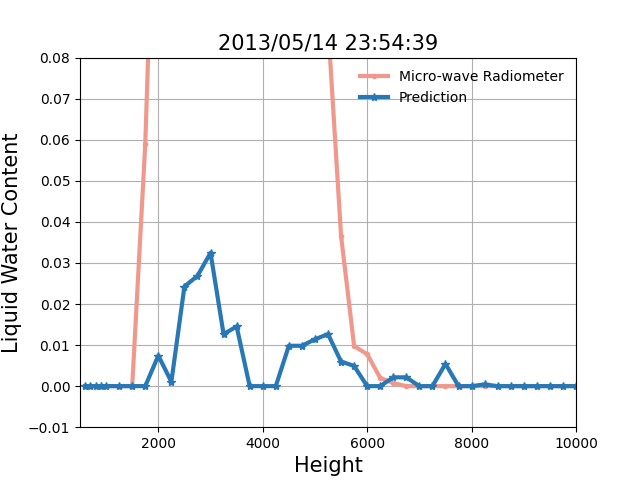 2013/05/14 23:54:39
Liquid Water Content
0.08
0.07
0.06
0.05
0.04
0.03
0.02
0.01
0.00
−0.01
Micro-wave Radiometer
Prediction
2000 4000 6000 8000 10000
Height